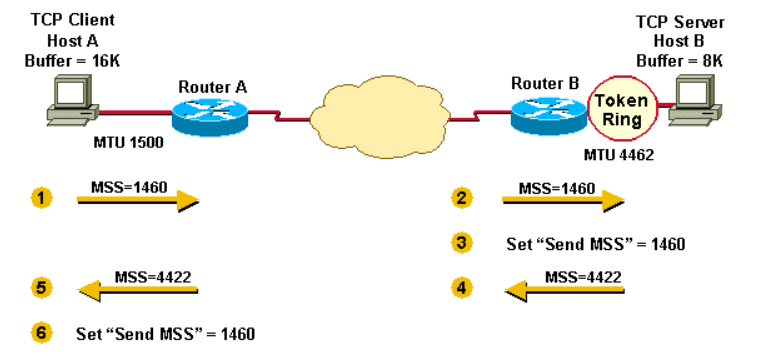 TCP Client
Host A
Buffer = 16K
TCP Server
Host B
Buffer = 8K
Router A
Router B
Token
Ring
MTU 1500
MTU 4462
1 MSS=1460
2 MSS=1460
3 Set “Send MSS” = 1460
5 MSS=4422
4 MSS=4422
6 Set “Send MSS” = 1460